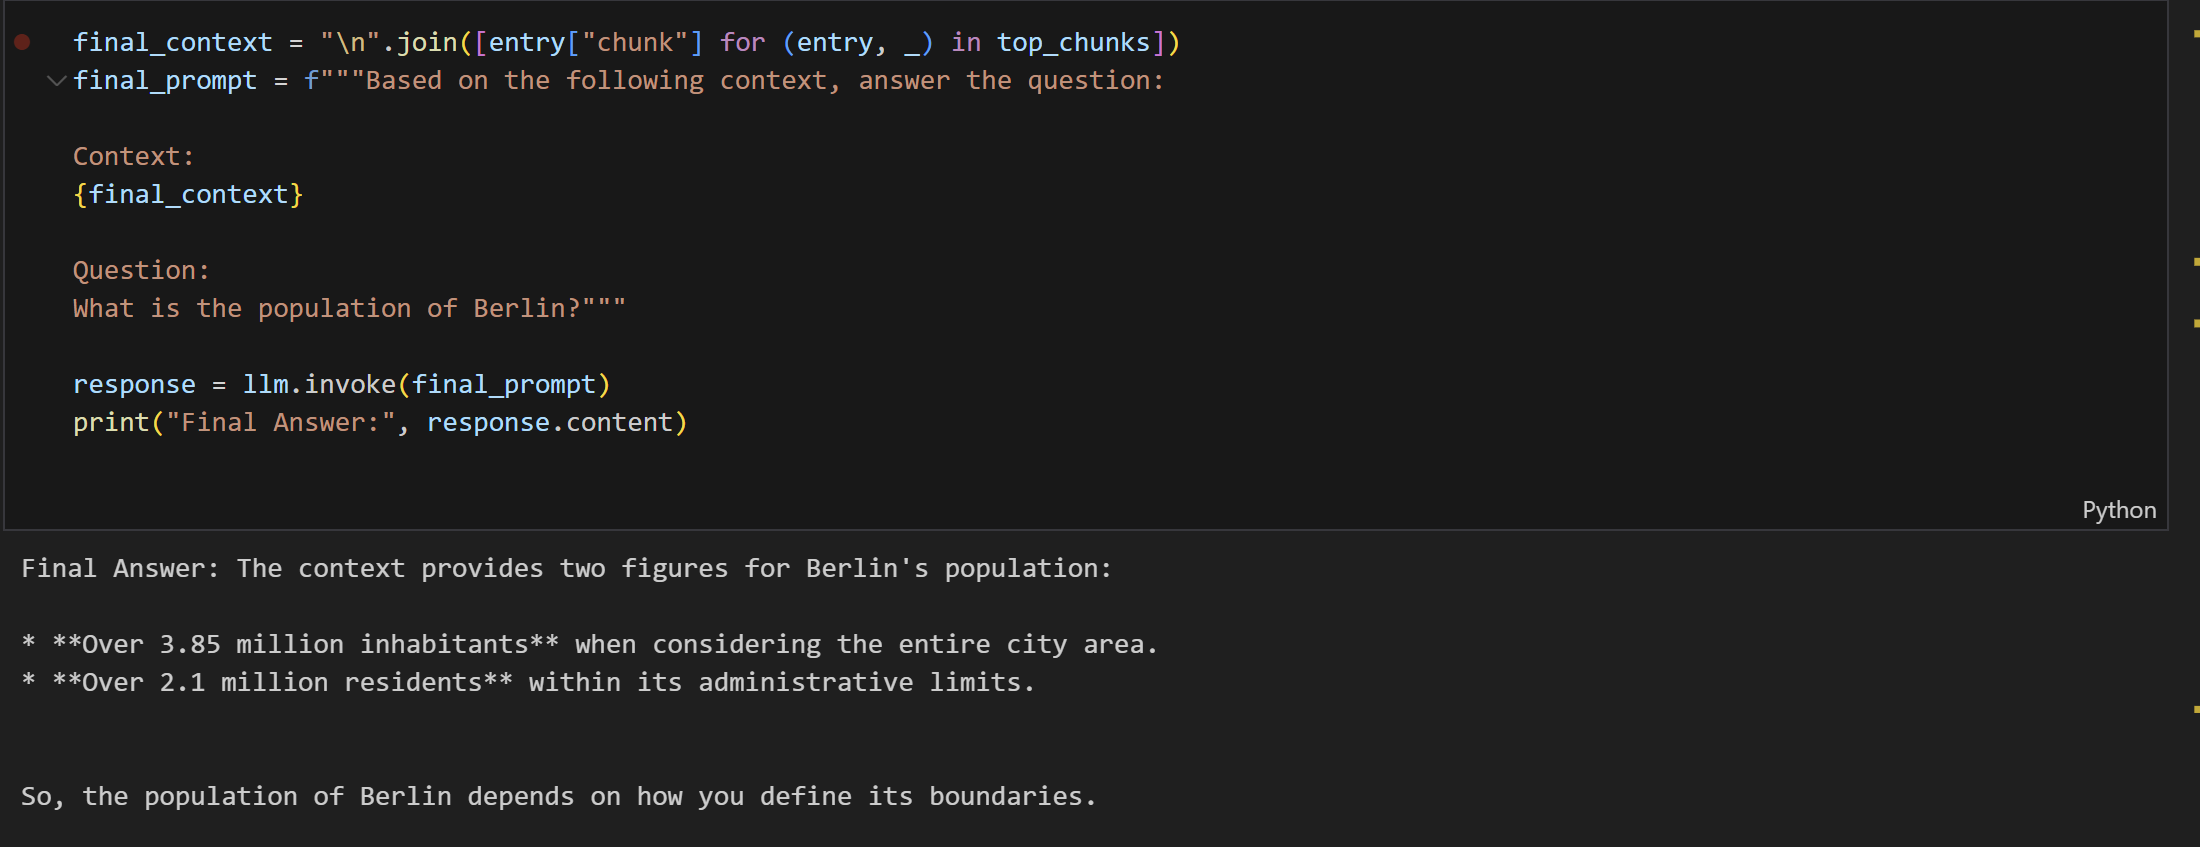 final_context = "\n".join([entry["chunk"] for (entry, _) in top_chunks])
final_prompt = f"""Based on the following context, answer the question:
Context:
{final_context}
Question:
What is the population of Berlin?"""
response = llm.invoke(final_prompt)
print("Final Answer:", response.content)
Python
Final Answer: The context provides two figures for Berlin's population:
* **Over 3.85 million inhabitants** when considering the entire city area.
* **Over 2.1 million residents** within its administrative limits.
So, the population of Berlin depends on how you define its boundaries.